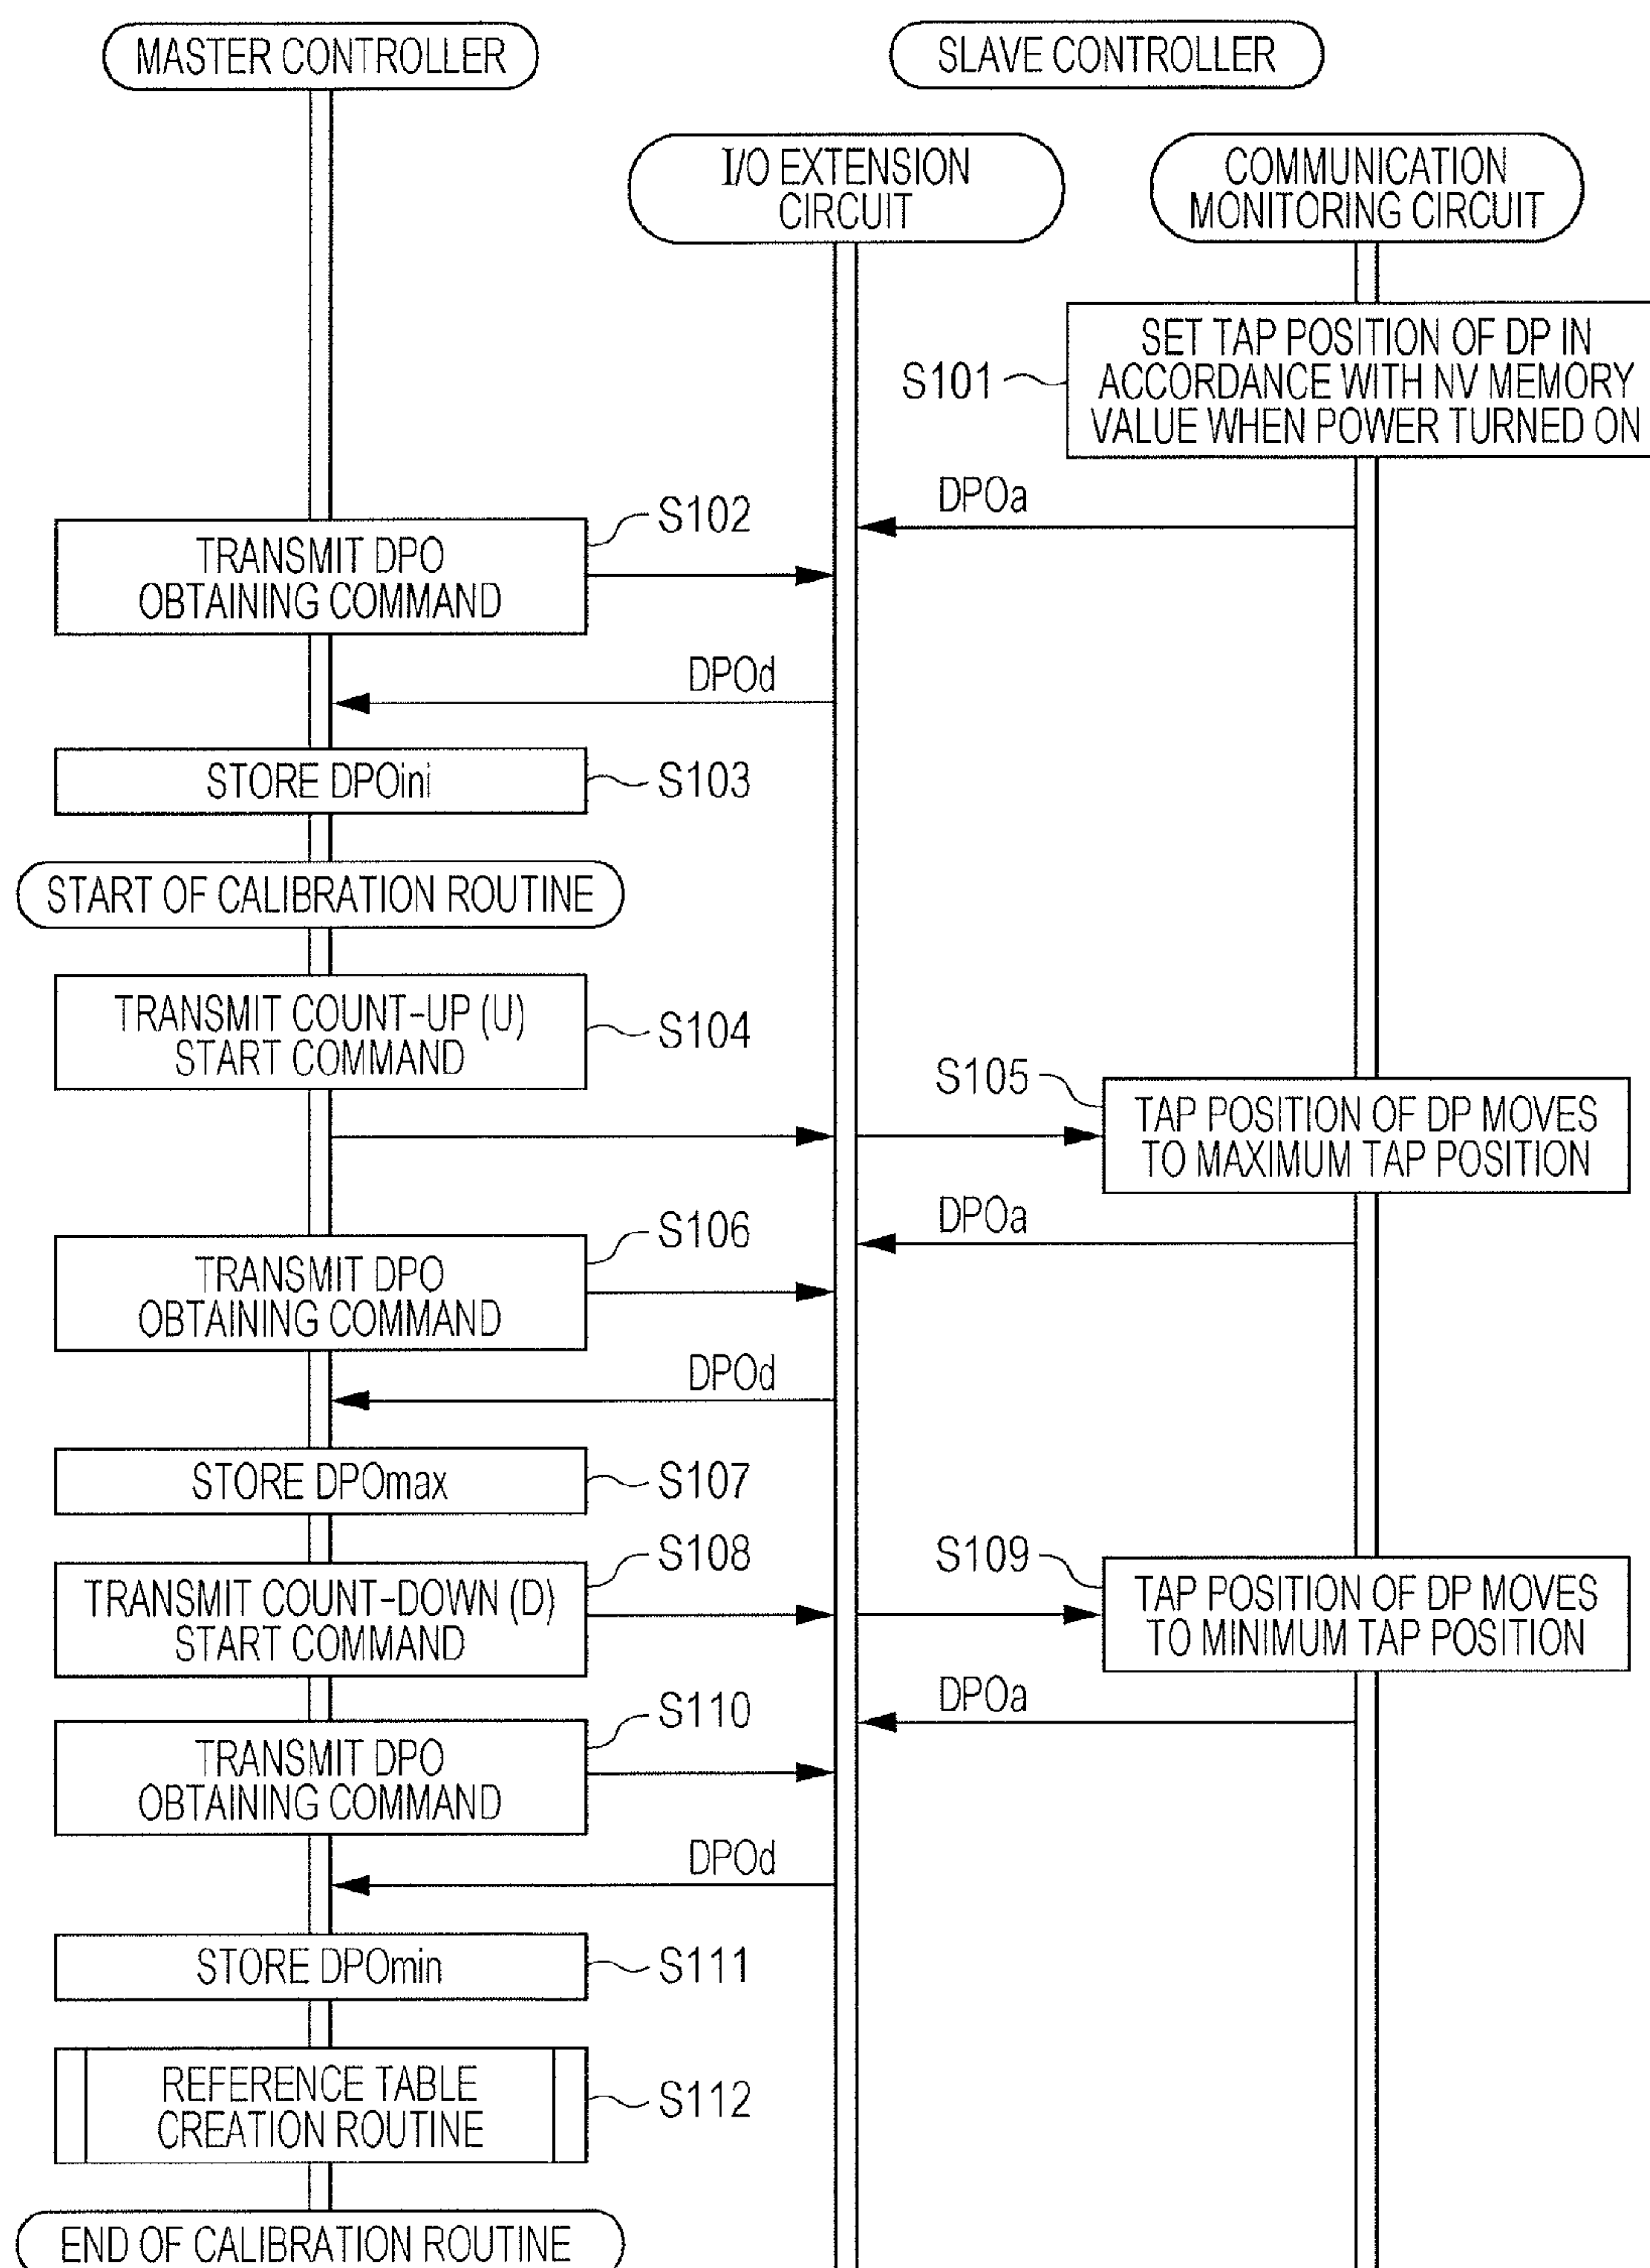 MASTER CONTROLLER
SLAVE CONTROLLER
I/O EXTENSION
CIRCUIT
COMMUNICATION
MONITORING CIRCUIT
S101
SET TAP POSITION OF DP IN
ACCORDANCE WITH NV MEMORY
VALUE WHEN POWER TURNED ON
DPOa
S102
TRANSMIT DPO
OBTAINING COMMAND
DPOd
STORE DPOini
S103
START OF CALIBRATION ROUTINE
TRANSMIT COUNT-UP (U)
START COMMAND
S104
S105
TAP POSITION OF DP MOVES
TO MAXIMUM TAP POSITION
DPOa
S106
TRANSMIT DPO
OBTAINING COMMAND
DPOd
STORE DPOmax
S107
S108
TRANSMIT COUNT-DOWN (D)
START COMMAND
S109
TAP POSITION OF DP MOVES
TO MINIMUM TAP POSITION
DPOa
S110
TRANSMIT DPO
OBTAINING COMMAND
DPOd
STORE DPOmin
S111
REFERENCE TABLE
CREATION ROUTINE
S112
END OF CALIBRATION ROUTINE